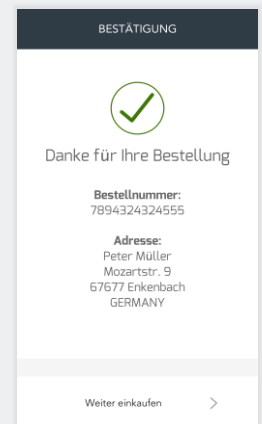 BESTÄTIGUNG
Danke für Ihre Bestellung
Bestellnummer:
7894324324555
Adresse:
Peter Müller
Mozartstr. 9
67677 Enkenbach
GERMANY
Weiter einkaufen